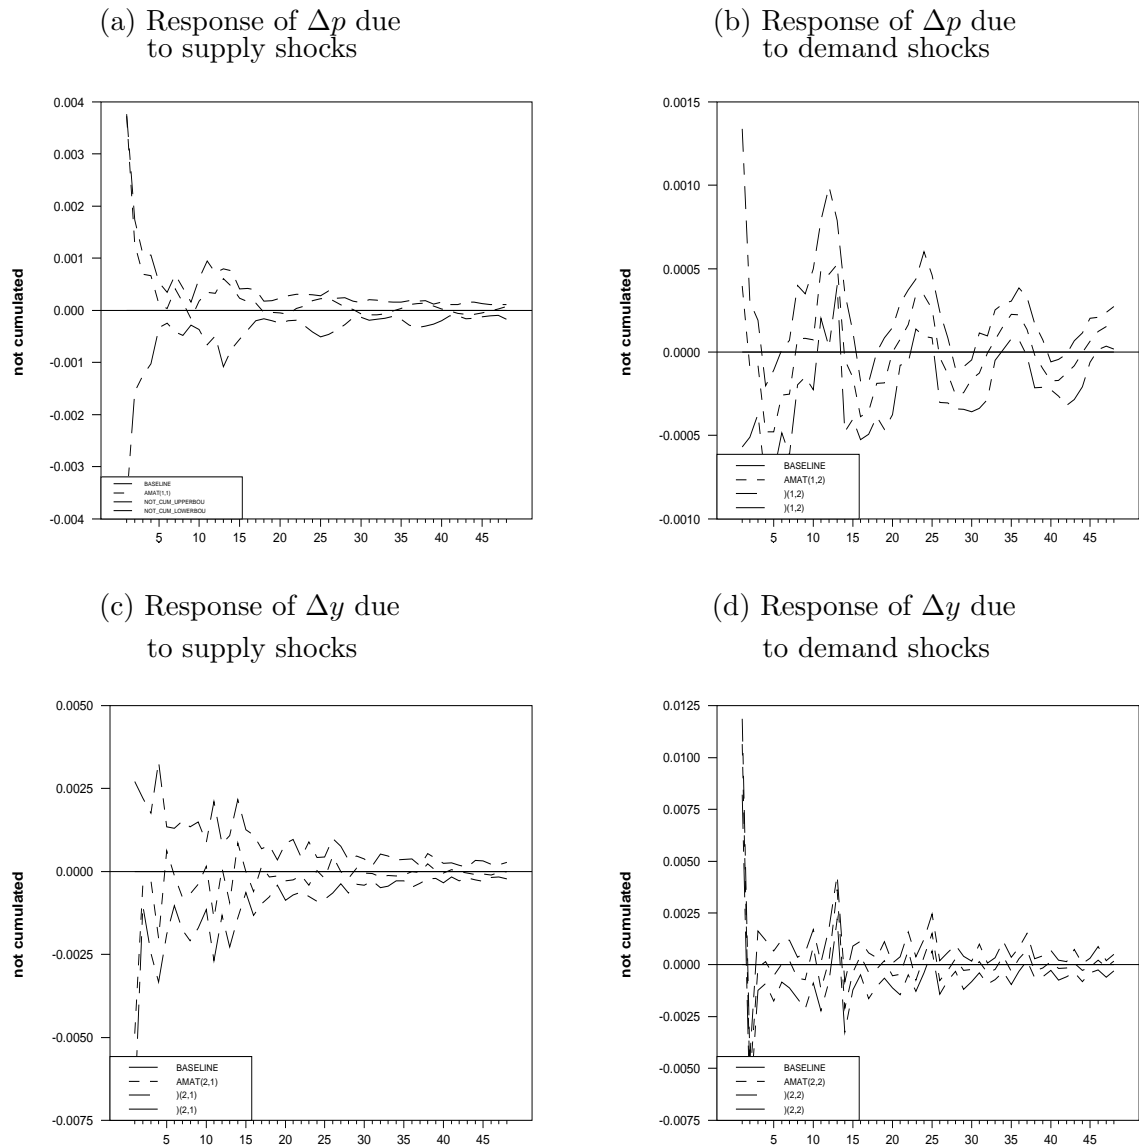 (a) Response of Δp due
to supply shocks
0.004
0.003
0.002
0.001
0.000
-0.001
-0.002
-0.003
-0.004
not cumulated
BASELINE
AMAT(1,1)
NOT_CUM_UPPERBOU
NOT_CUM_LOWERBOU
5 10 15 20 25 30 35 40 45
(b) Response of Δp due
to demand shocks
0.0015
0.0010
0.0005
0.0000
-0.0005
-0.0010
not cumulated
BASELINE
AMAT(1,2)
)(1,2)
)(1,2)
5 10 15 20 25 30 35 40 45
(c) Response of Δy due
to supply shocks
0.0050
0.0025
0.0000
-0.0025
-0.0050
-0.0075
not cumulated
BASELINE
AMAT(2,1)
)(2,1)
)(2,1)
5 10 15 20 25 30 35 40 45
(d) Response of Δy due
to demand shocks
0.0125
0.0100
0.0075
0.0050
0.0025
0.0000
-0.0025
-0.0050
-0.0075
not cumulated
BASELINE
AMAT(2,2)
)(2,2)
)(2,2)
5 10 15 20 25 30 35 40 45